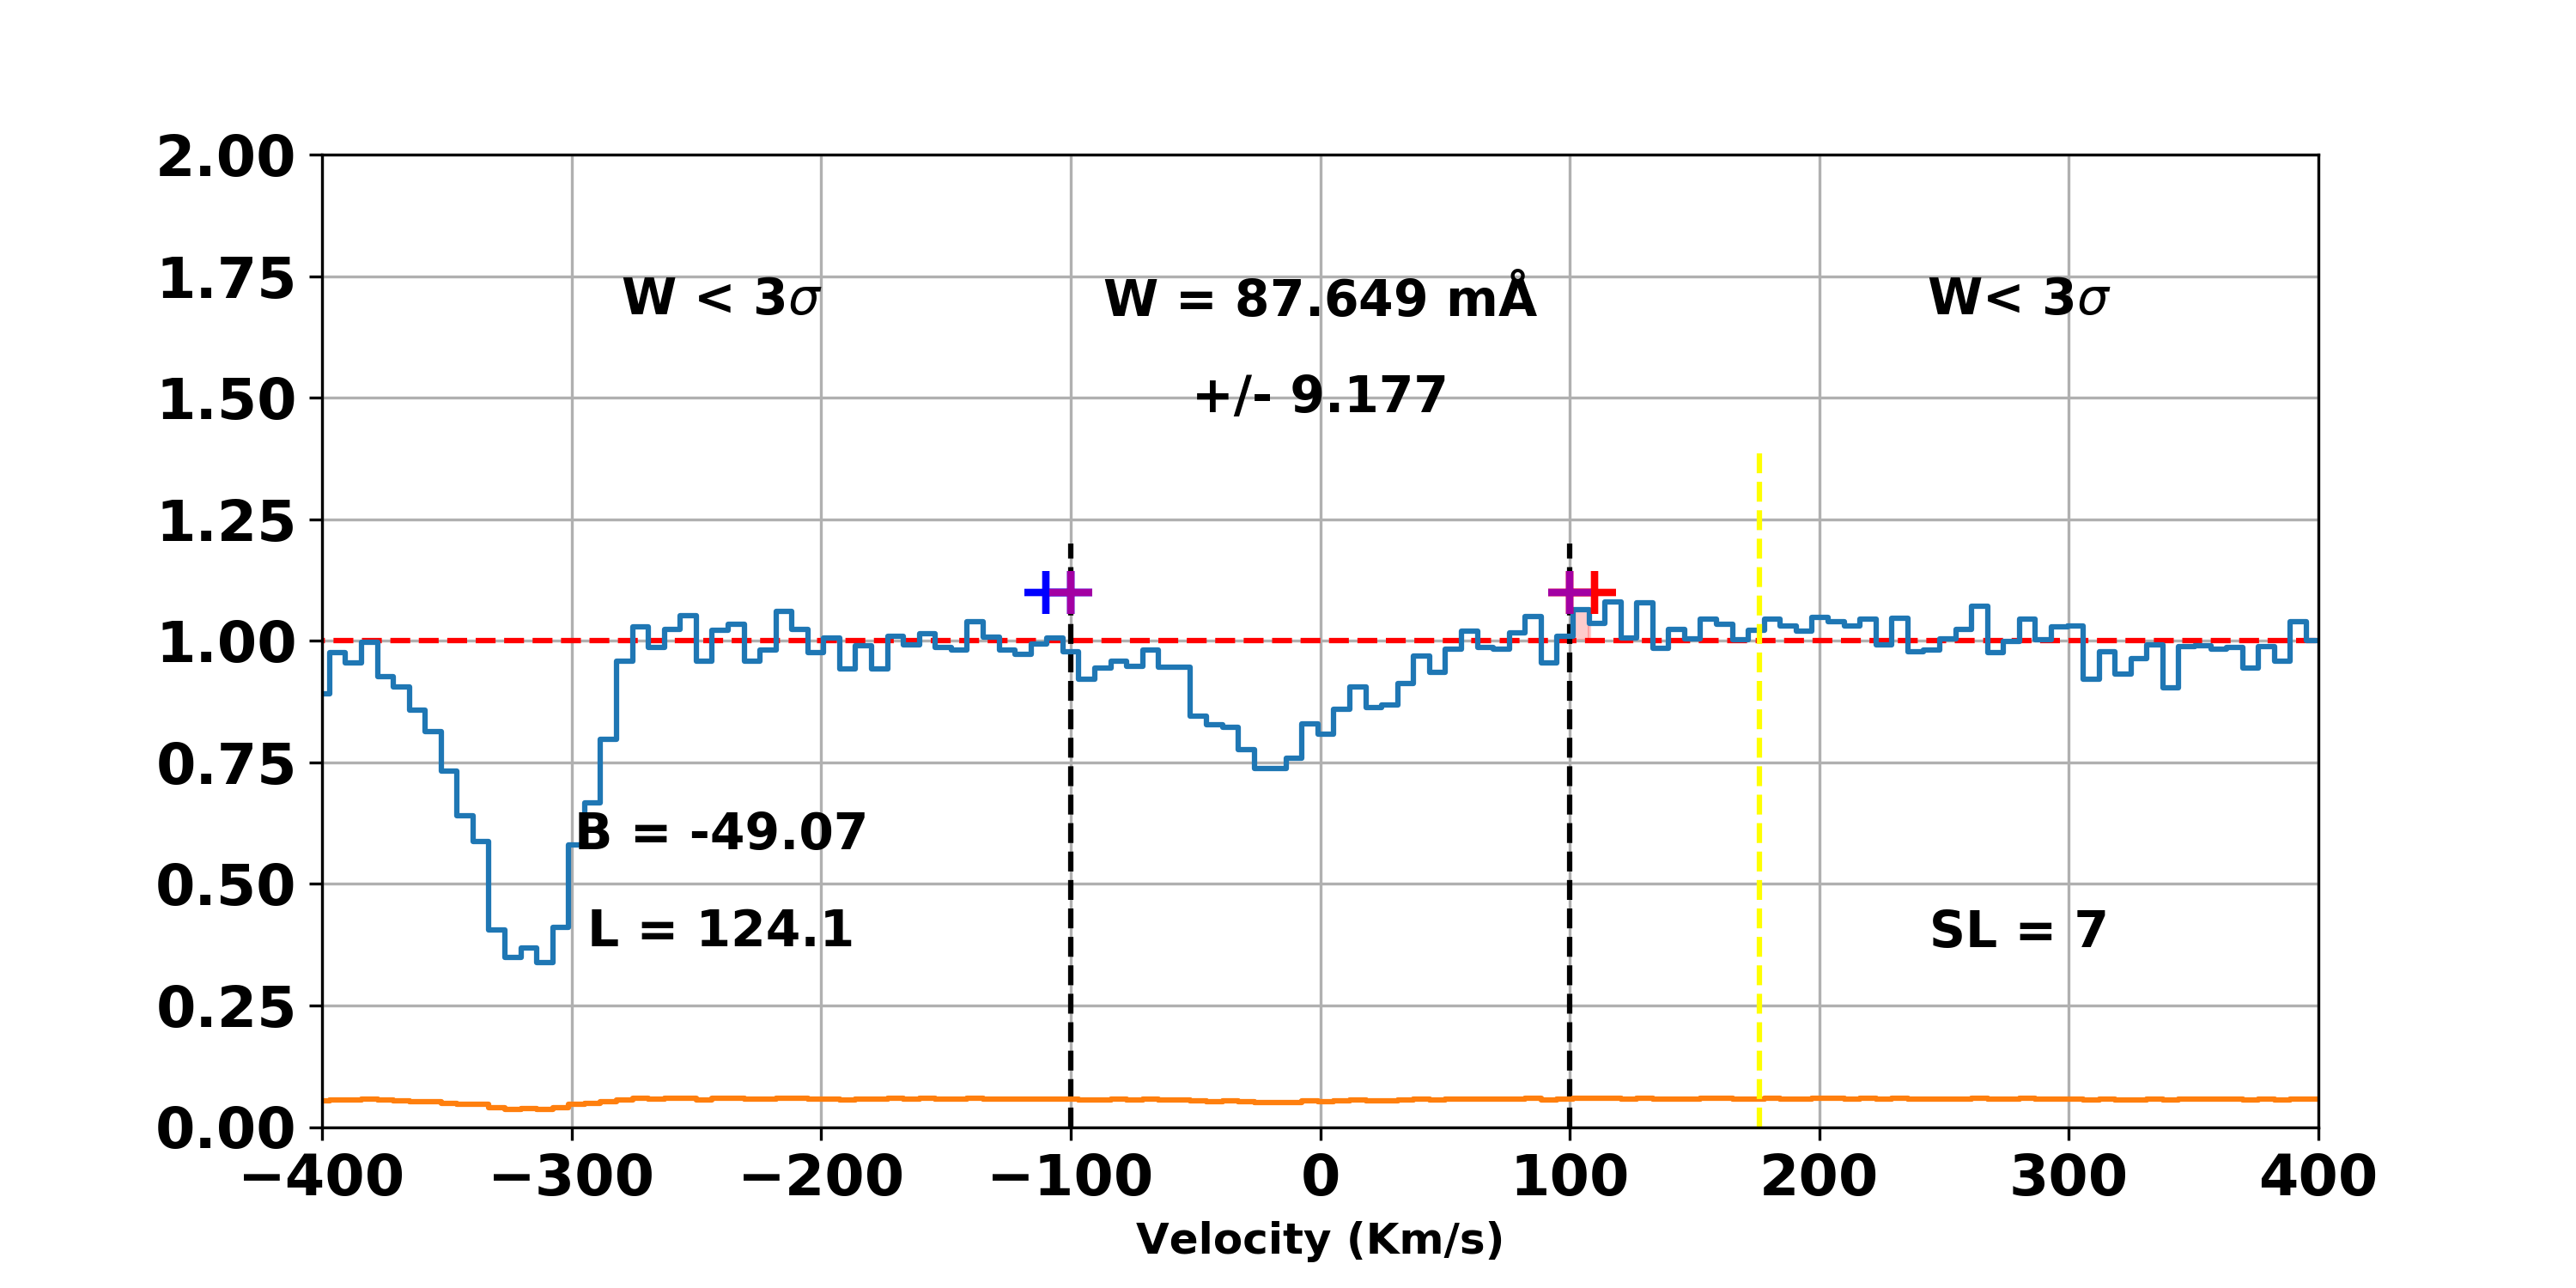 2.00
1.75
1.50
1.25
1.00
0.75
0.50
0.25
0.00
W < 3σ
W = 87.649 mÅ
+/- 9.177
W< 3σ
B = -49.07
L = 124.1
SL = 7
−400 −300 −200 −100 0 100 200 300 400
Velocity (Km/s)